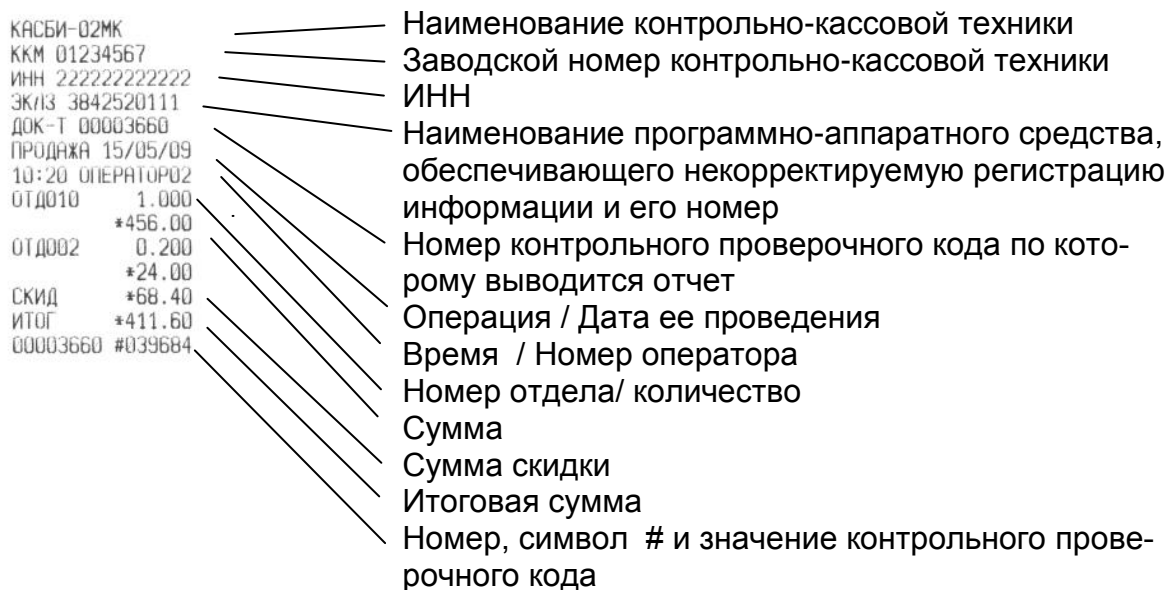 КАСБИ-02МК
ККМ 01234567
ИНН 222222222222
ЭКЛЗ 3842520111
ДОК-Т 00003660
ПРОДАЖА 15/05/09
10:20 ОПЕРАТОР02
ОТД010 1.000
*456.00
ОТД002 0.200
*24.00
СКИД *68.40
ИТОГ *411.60
00003660 #039684
Наименование контрольно-кассовой техники
Заводской номер контрольно-кассовой техники
ИНН
Наименование программно-аппаратного средства,
обеспечивающего некорректируемую регистрацию
информации и его номер
Номер контрольного проверочного кода по кото-
рому выводится отчет
Операция / Дата ее проведения
Время / Номер оператора
Номер отдела/ количество
Сумма
Сумма скидки
Итоговая сумма
Номер, символ # и значение контрольного прове-
рочного кода